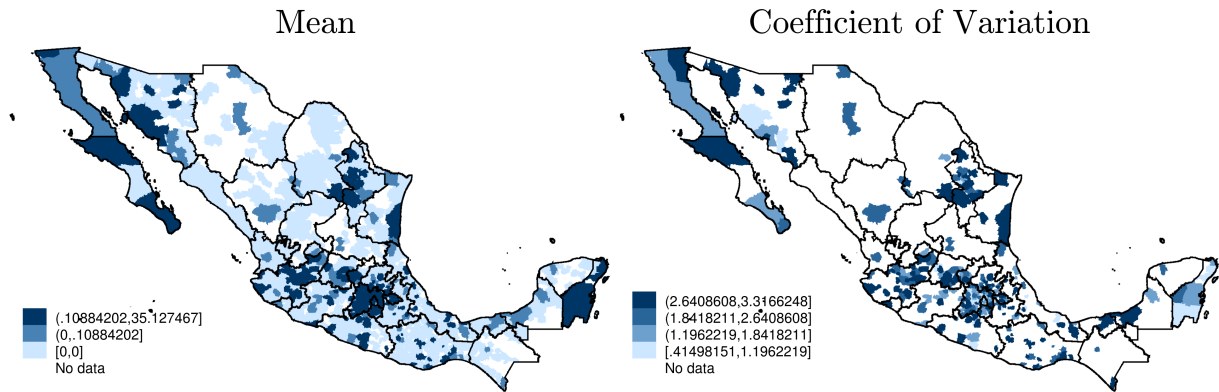 Mean
(.10884202,35.127467]
(0,.10884202]
[0,0]
No data
Coefficient of Variation
(2.6408608,3.3166248]
(1.8418211,2.6408608]
(1.1962219,1.8418211]
[.41498151,1.1962219]
No data